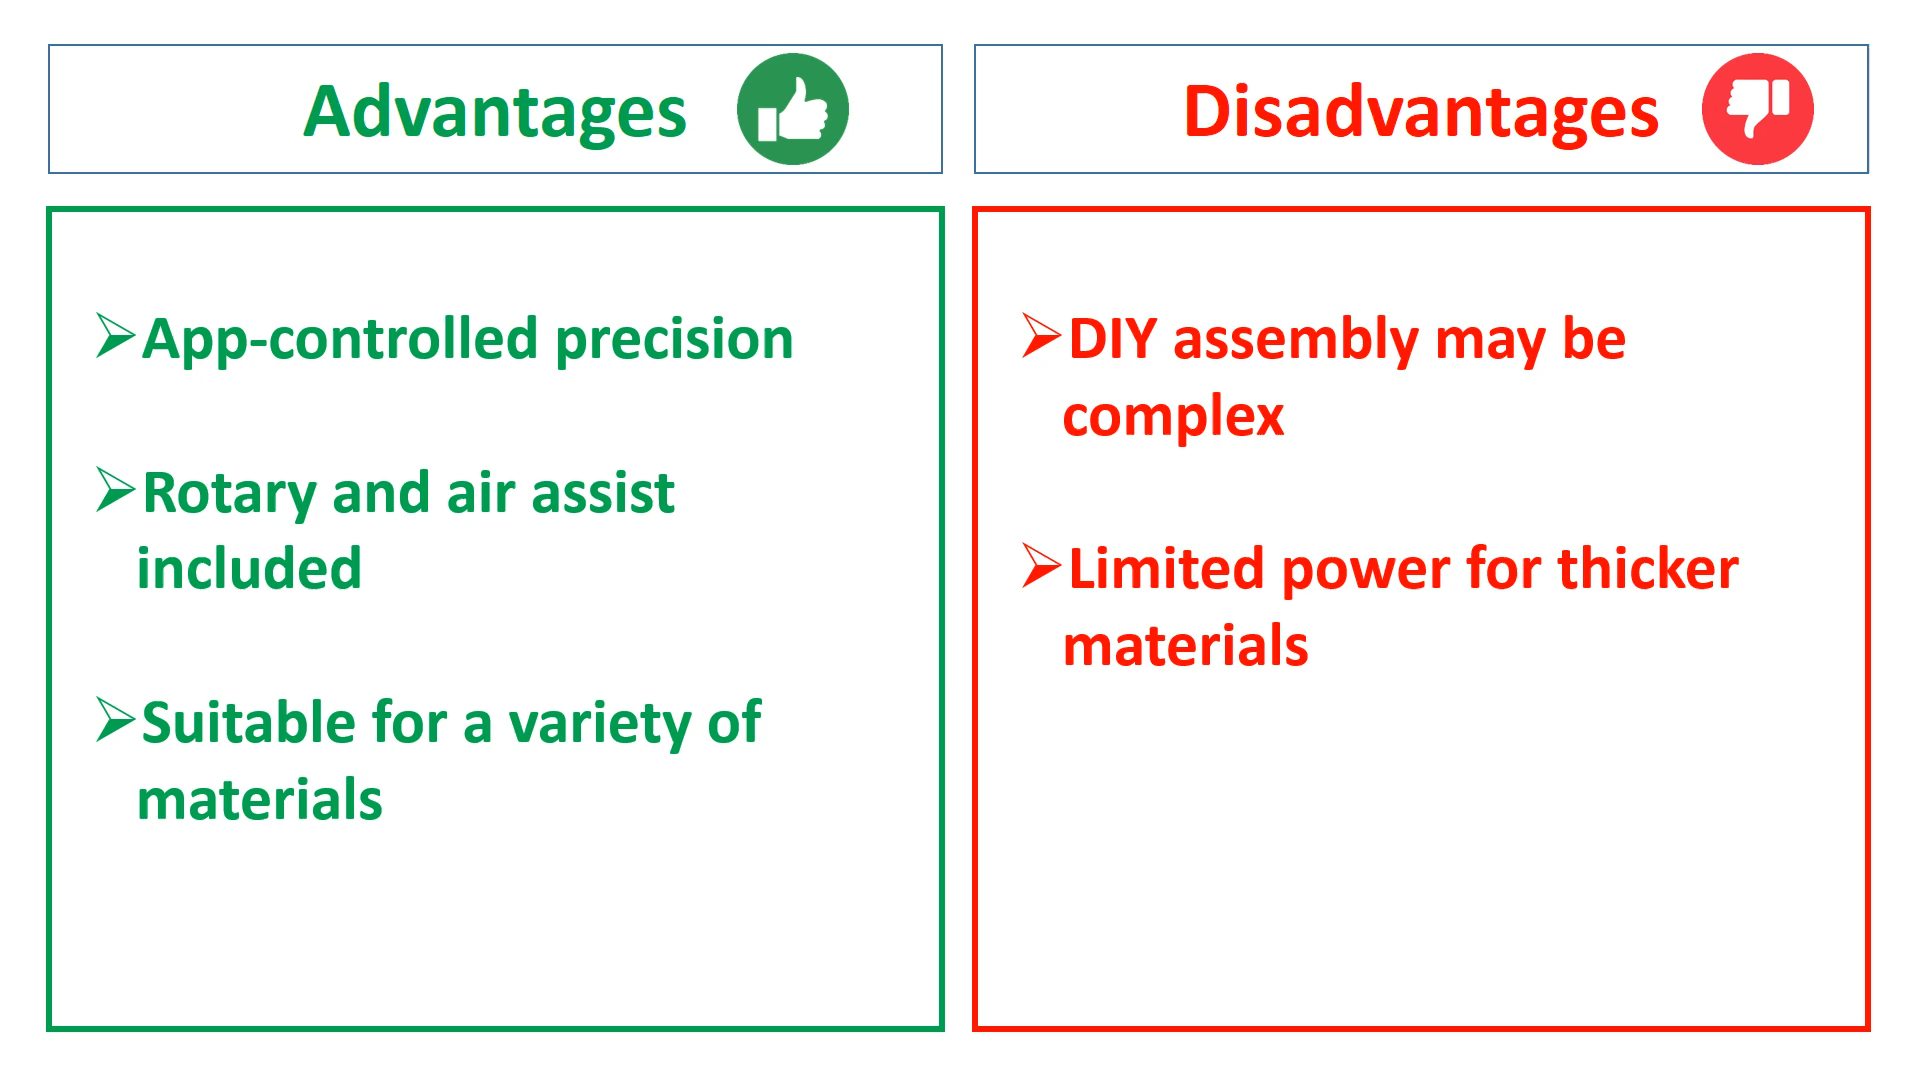 Advantages
Disadvantages
➢App-controlled precision
➢Rotary and air assist
included
➢Suitable for a variety of
materials
➢DIY assembly may be
complex
➢Limited power for thicker
materials